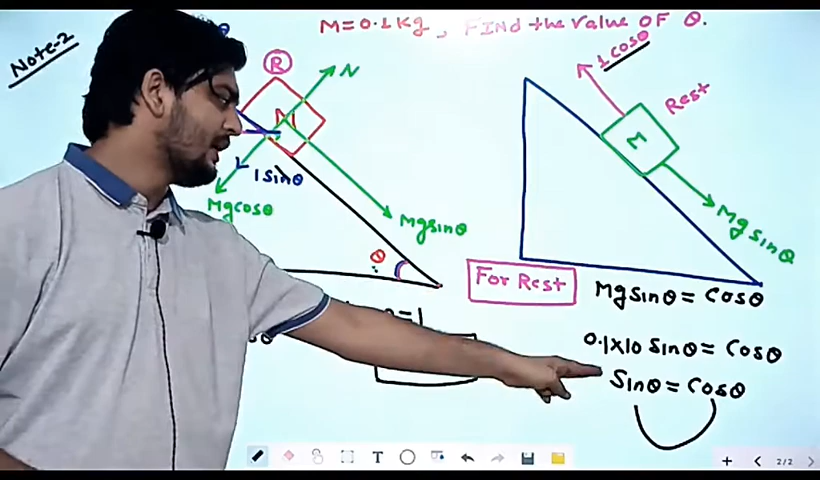 Note-2
M=0.1Kg, FIND the value OF θ.
R
N
M
1sinθ
Mgcosθ
Mgsinθ
θ
1cosθ
Rest
Σ
Mgsinθ
For Rest
Mgsinθ = cosθ
0.1x10 sinθ = cosθ
Sinθ = cosθ
=1
T
2/2